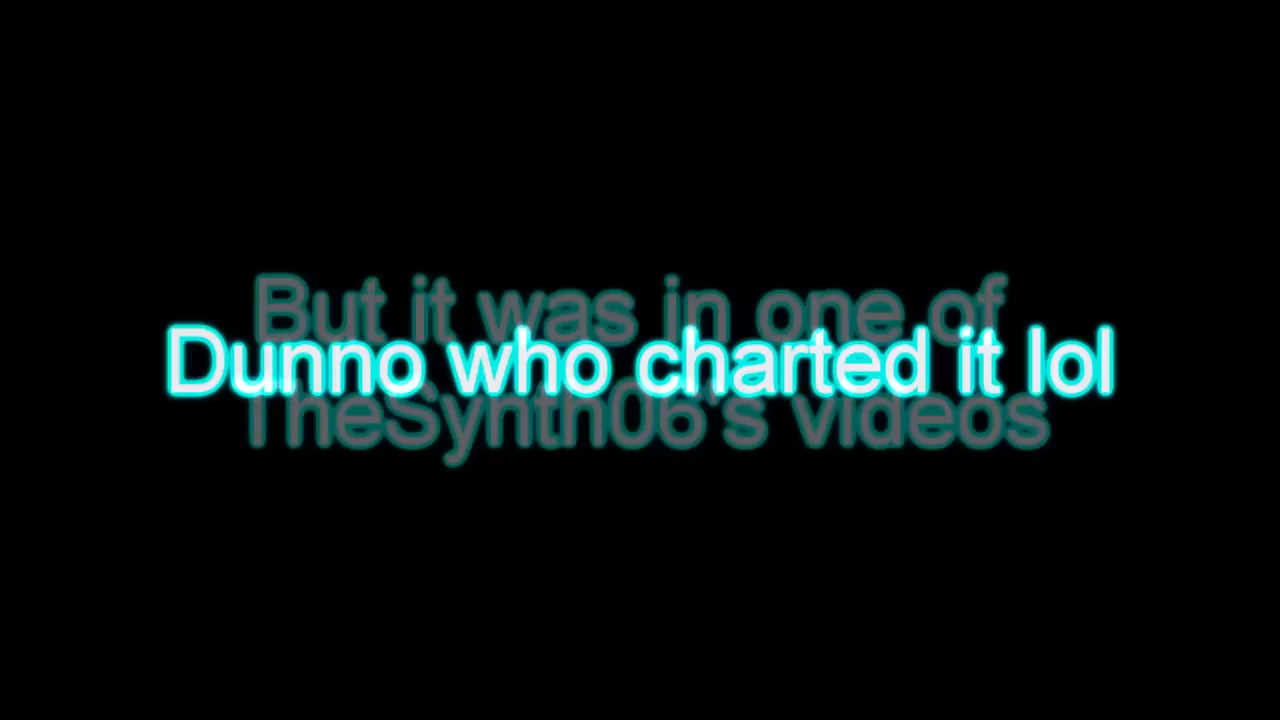 But it was in one of
Dunno who charted it lol
TheSynth06's videos